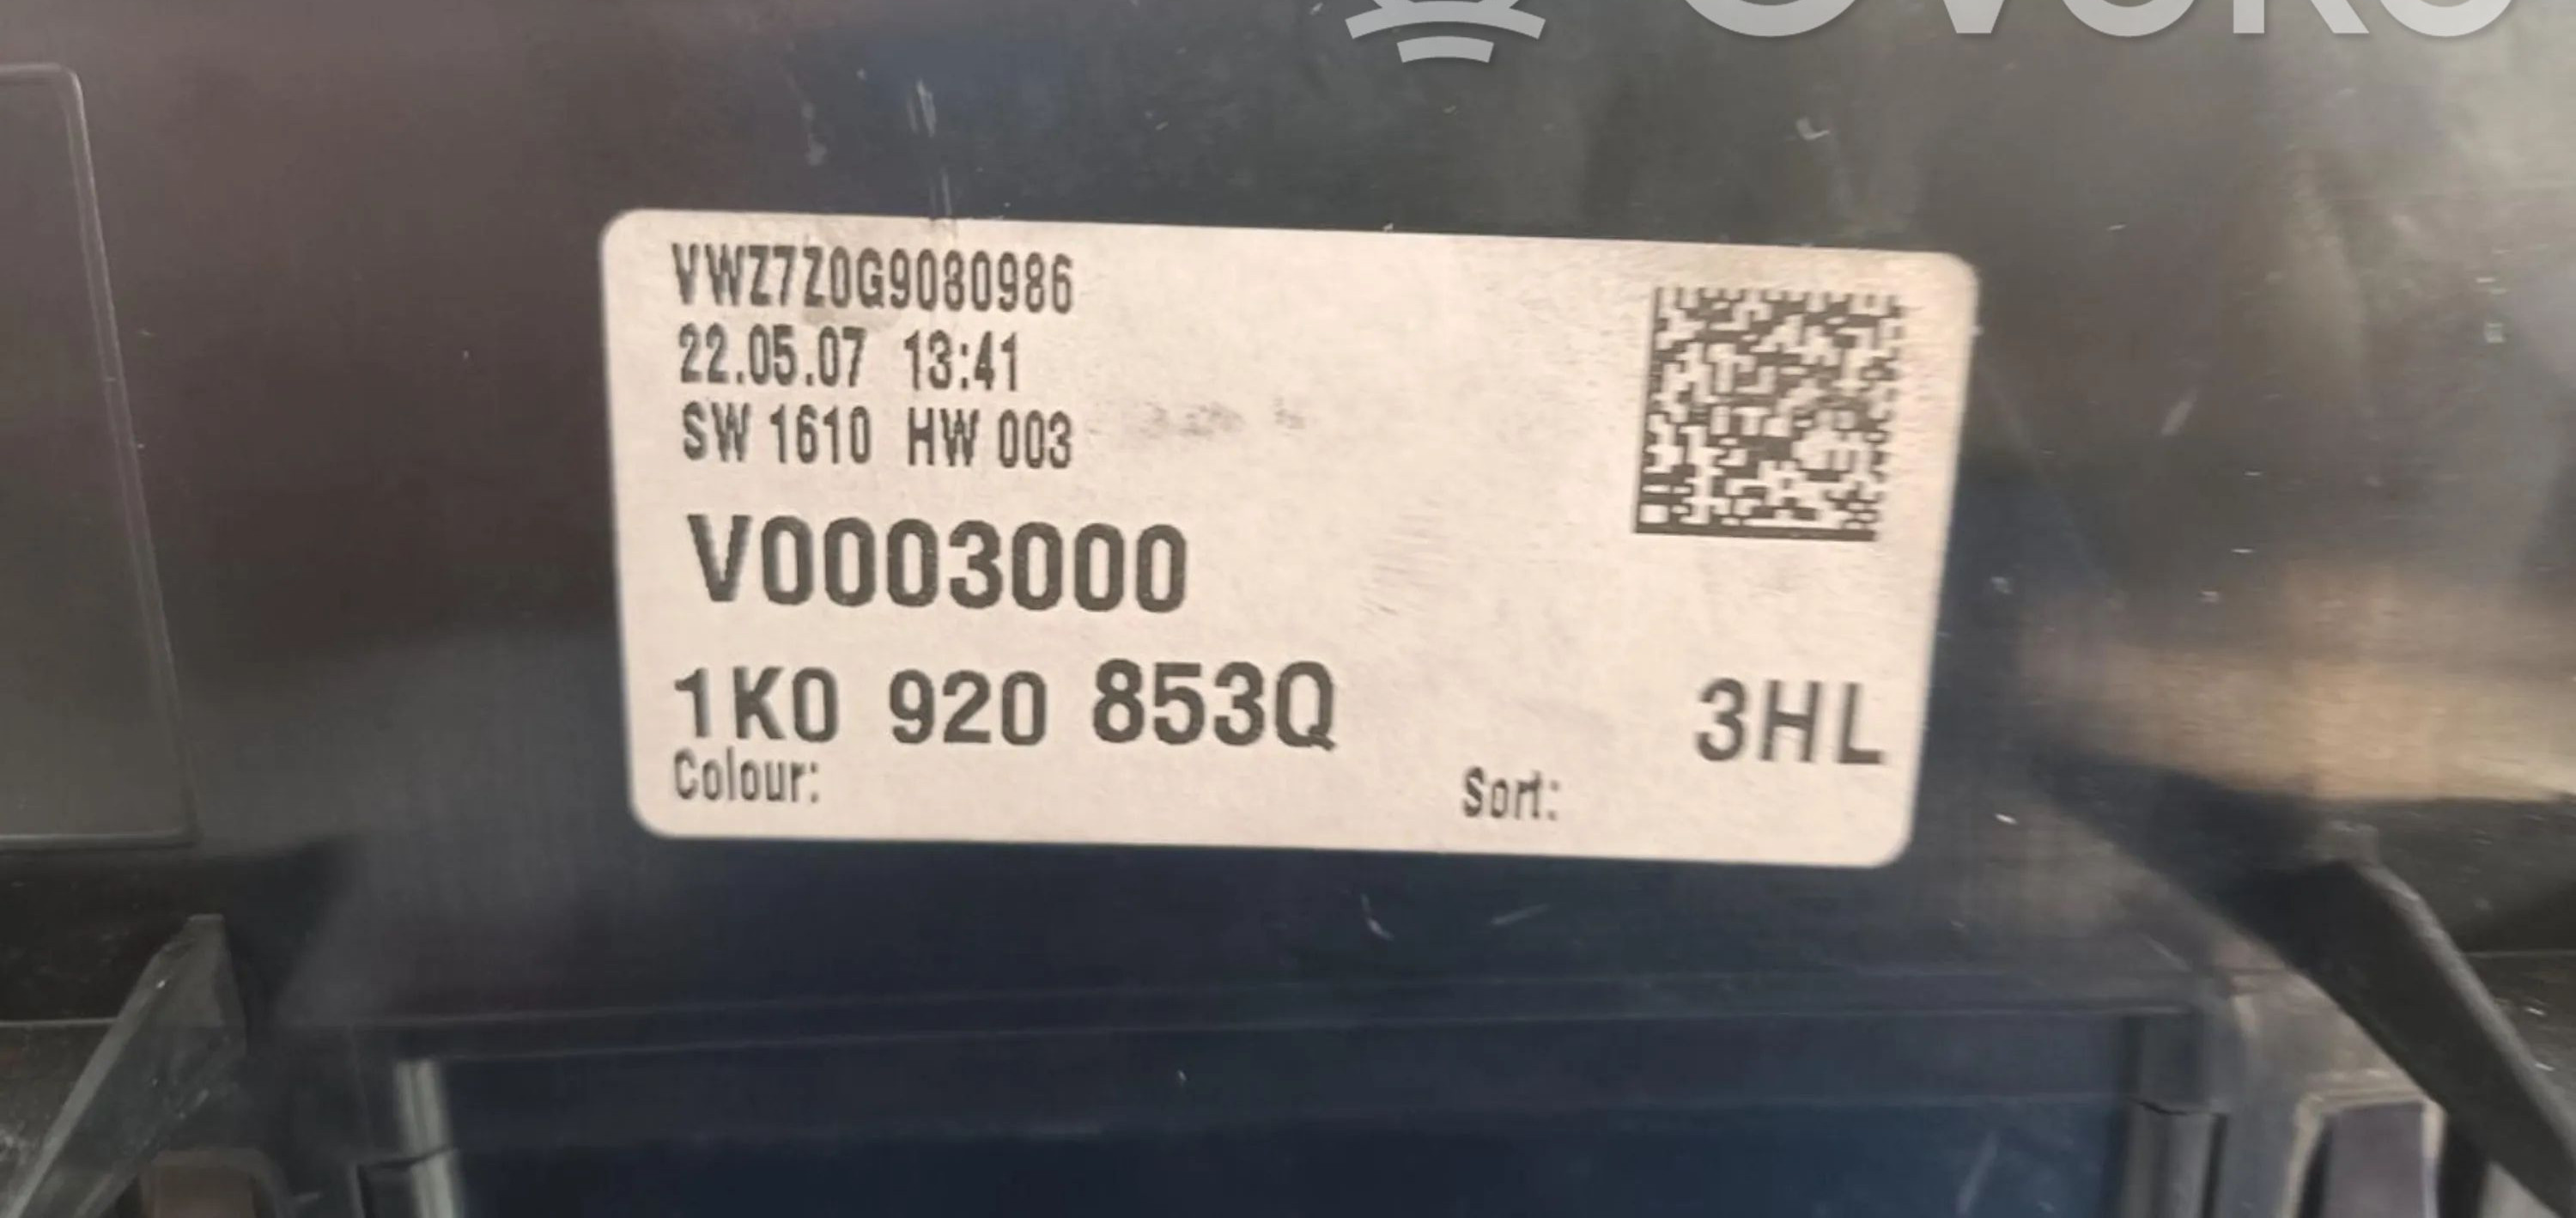 VWZ7Z0G9080986
22.05.07 13:41
SW 1610 HW 003
V0003000
1K0 920 853Q 3HL
Colour: Sort: